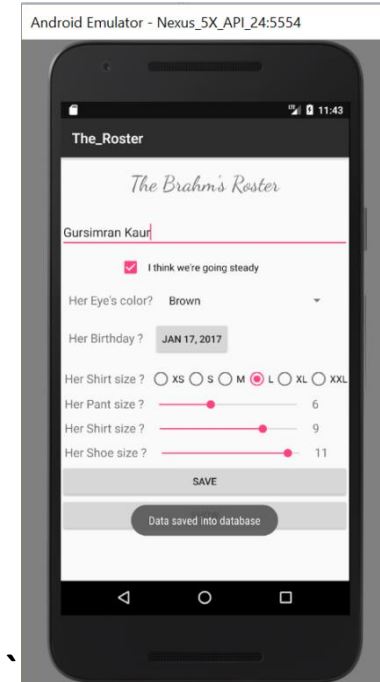 Android Emulator - Nexus_5X_API_24:5554
LTE 11:43
The_Roster
The Brahm's Roster
Gursimran Kaur
I think we're going steady
Her Eye's color? Brown
Her Birthday ? JAN 17, 2017
Her Shirt size ? XS S M L XL XXL
Her Pant size ? 6
Her Shirt size ? 9
Her Shoe size ? 11
SAVE
Data saved into database
`